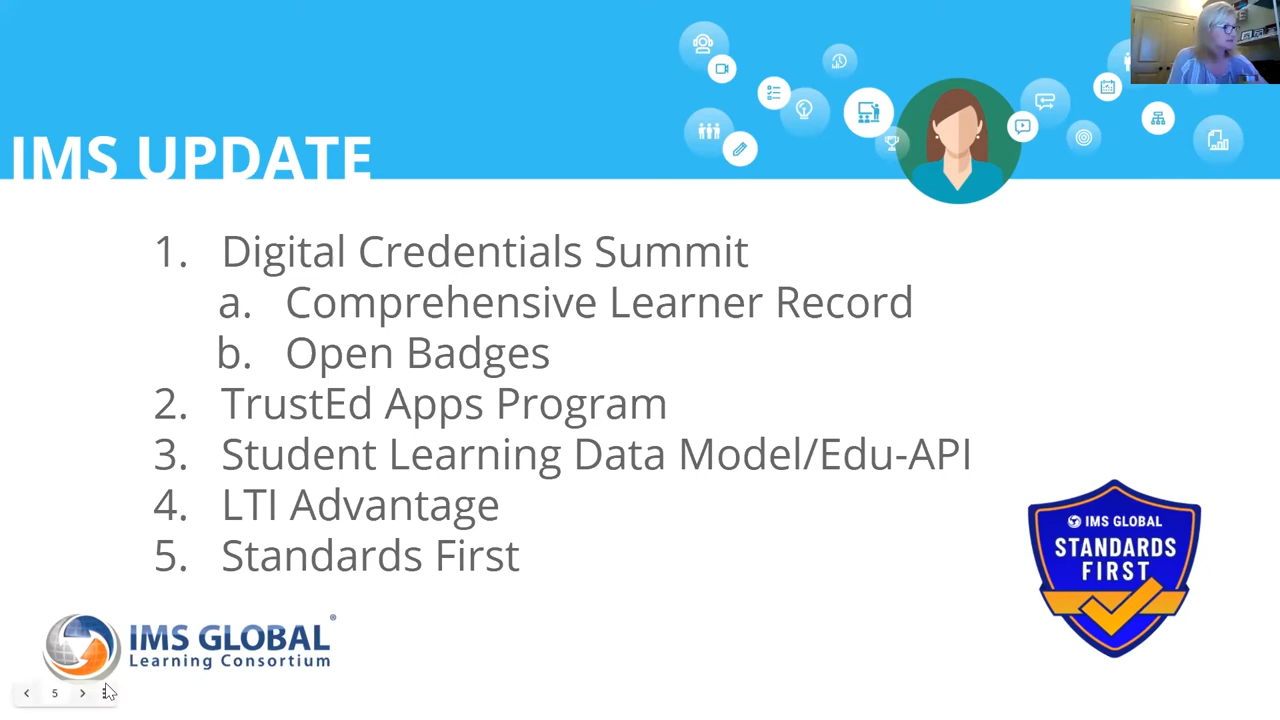 IMS UPDATE
1. Digital Credentials Summit
a. Comprehensive Learner Record
b. Open Badges
2. TrustEd Apps Program
3. Student Learning Data Model/Edu-API
4. LTI Advantage
5. Standards First
IMS GLOBAL
STANDARDS
FIRST
IMS GLOBAL®
Learning Consortium
5